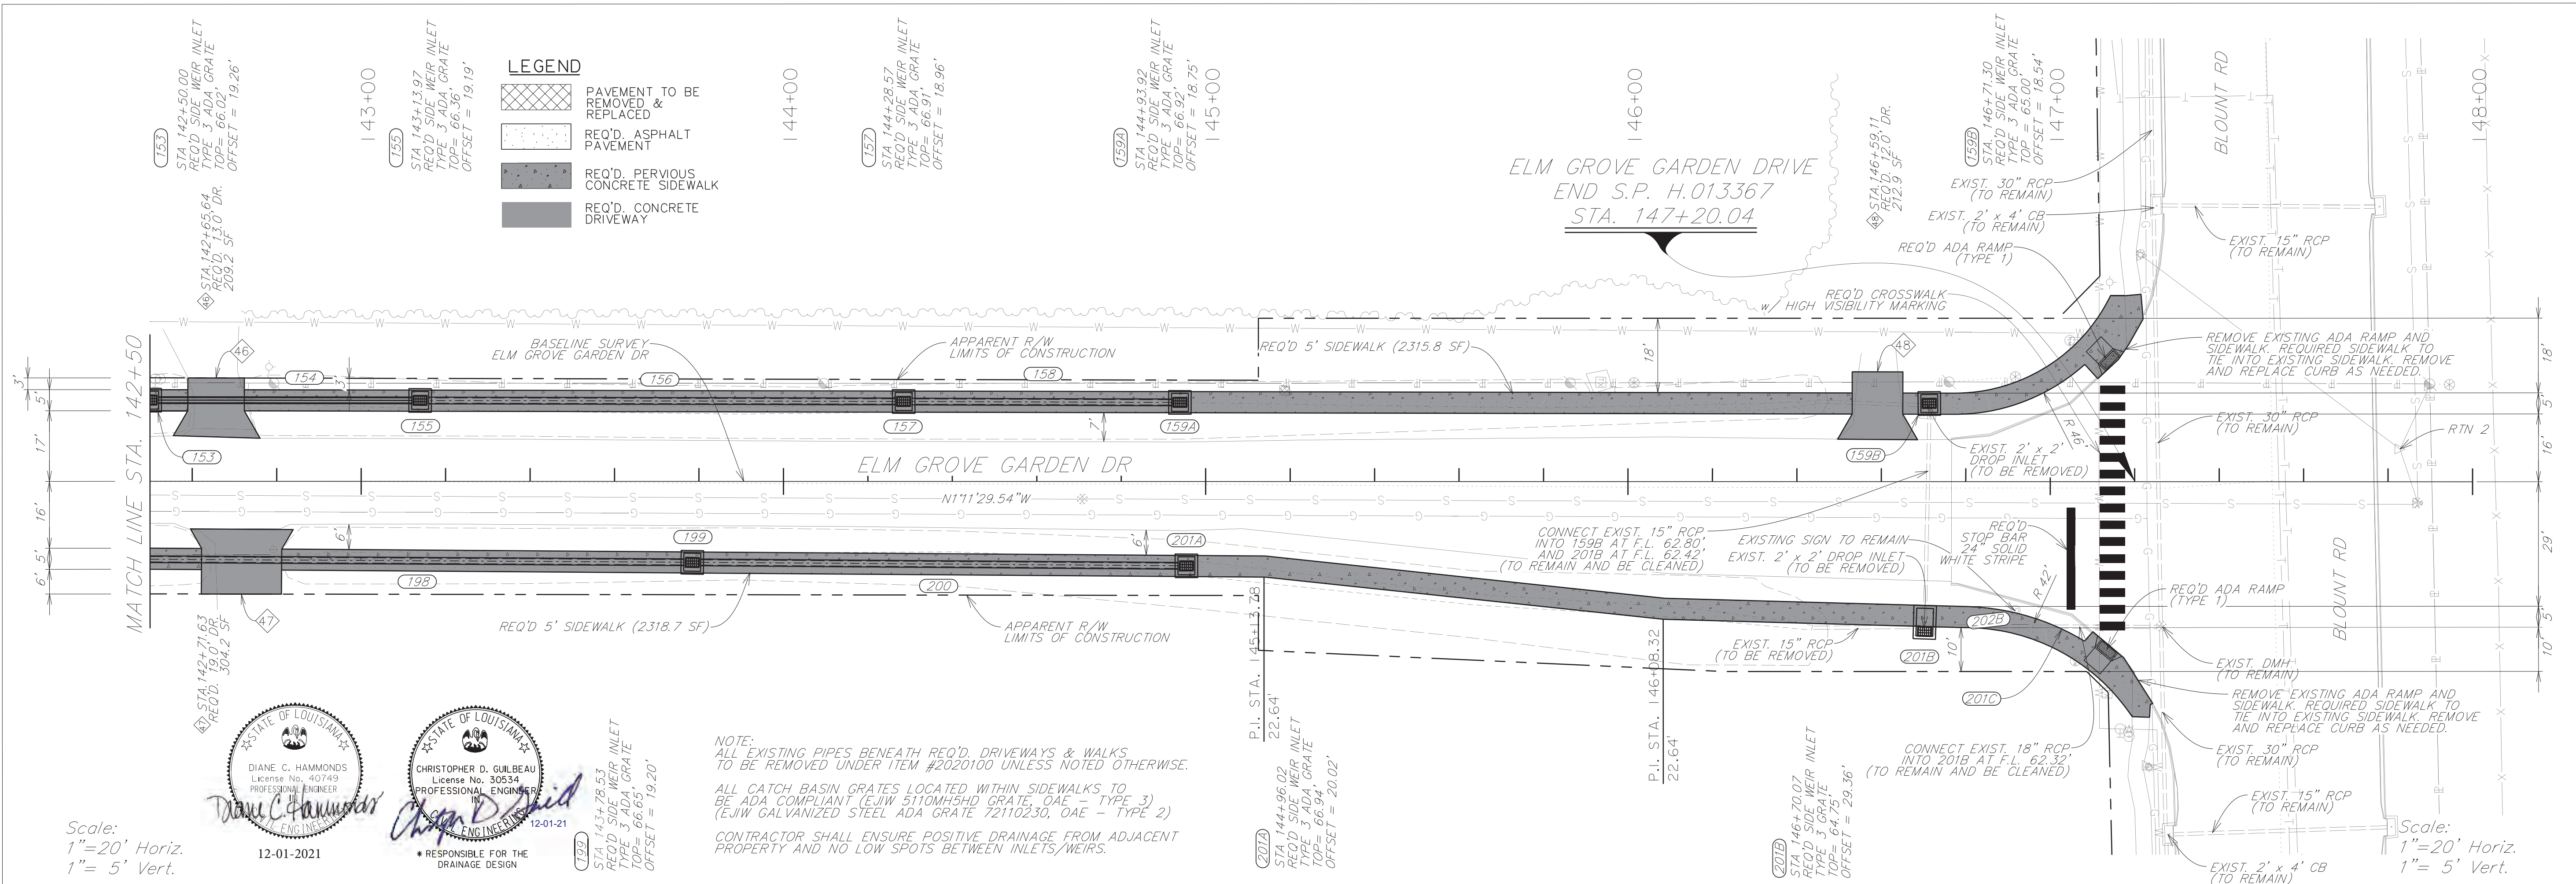 153
STA 142+50.00
REQ'D SIDE WEIR INLET
TYPE 3 ADA GRATE
TOP= 66.02'
OFFSET = 19.26'
143+00
155
STA 143+13.97
REQ'D SIDE WEIR INLET
TYPE 3 ADA GRATE
TOP= 66.36'
OFFSET = 19.19'
LEGEND
PAVEMENT TO BE
REMOVED &
REPLACED
REQ'D. ASPHALT
PAVEMENT
REQ'D. PERVIOUS
CONCRETE SIDEWALK
REQ'D. CONCRETE
DRIVEWAY
144+00
157
STA 144+28.57
REQ'D SIDE WEIR INLET
TYPE 3 ADA GRATE
TOP= 66.91'
OFFSET = 18.96'
159A
STA 144+93.92
REQ'D SIDE WEIR INLET
TYPE 3 ADA GRATE
TOP= 66.92'
OFFSET = 18.75'
145+00
146+00
ELM GROVE GARDEN DRIVE
END S.P. H.013367
STA. 147+20.04
48
STA.146+59.11
REQ'D. 12.0' DR.
212.9 SF
159B
STA. 146+71.30
REQ'D SIDE WEIR INLET
TYPE 3 ADA GRATE
TOP = 65.00'
OFFSET = 18.54'
147+00
BLOUNT RD
148+00
EXIST. 30" RCP
(TO REMAIN)
EXIST. 2' x 4' CB
(TO REMAIN)
REQ'D ADA RAMP
(TYPE 1)
EXIST. 15" RCP
(TO REMAIN)
REQ'D CROSSWALK
w/ HIGH VISIBILITY MARKING
46
STA.142+65.64
REQ'D. 13.0' DR.
209.2 SF
MATCH LINE STA. 142+50
BASELINE SURVEY
ELM GROVE GARDEN DR
APPARENT R/W
LIMITS OF CONSTRUCTION
REQ'D 5' SIDEWALK (2315.8 SF)
18'
48
REMOVE EXISTING ADA RAMP AND
SIDEWALK. REQUIRED SIDEWALK TO
TIE INTO EXISTING SIDEWALK. REMOVE
AND REPLACE CURB AS NEEDED.
46
154
3'
156
158
3'
5'
17'
16'
5'
6'
18'
5'
16'
29'
5'
10'
153
155
157
159A
7'
159B
EXIST. 2' x 2'
DROP INLET
(TO BE REMOVED)
R 46'
EXIST. 30" RCP
(TO REMAIN)
RTN 2
ELM GROVE GARDEN DR
N1°11'29.54"W
6'
199
6'
201A
CONNECT EXIST. 15" RCP
INTO 159B AT F.L. 62.80'
AND 201B AT F.L. 62.42'
(TO REMAIN AND BE CLEANED)
EXISTING SIGN TO REMAIN
EXIST. 2' x 2' DROP INLET
(TO BE REMOVED)
REQ'D
STOP BAR
24" SOLID
WHITE STRIPE
R 42'
REQ'D ADA RAMP
(TYPE 1)
BLOUNT RD
198
200
47
REQ'D 5' SIDEWALK (2318.7 SF)
APPARENT R/W
LIMITS OF CONSTRUCTION
P.I. STA. 145+13.78
22.64'
P.I. STA. 146+08.32
22.64'
EXIST. 15" RCP
(TO BE REMOVED)
201B
10'
202B
201C
EXIST. DMH
(TO REMAIN)
REMOVE EXISTING ADA RAMP AND
SIDEWALK. REQUIRED SIDEWALK TO
TIE INTO EXISTING SIDEWALK. REMOVE
AND REPLACE CURB AS NEEDED.
CONNECT EXIST. 18" RCP
INTO 201B AT F.L. 62.32'
(TO REMAIN AND BE CLEANED)
EXIST. 30" RCP
(TO REMAIN)
EXIST. 15" RCP
(TO REMAIN)
EXIST. 2' x 4' CB
(TO REMAIN)
47
STA.142+71.63
REQ'D. 19.0' DR.
304.2 SF
STATE OF LOUISIANA
DIANE C. HAMMONDS
License No. 40749
PROFESSIONAL ENGINEER
Diane C. Hammonds
ENGINEERING
12-01-2021
STATE OF LOUISIANA
CHRISTOPHER D. GUILBEAU
License No. 30534
PROFESSIONAL ENGINEER
IN
ENGINEERING
12-01-21
* RESPONSIBLE FOR THE
DRAINAGE DESIGN
199
STA 143+78.53
REQ'D SIDE WEIR INLET
TYPE 3 ADA GRATE
TOP= 66.65'
OFFSET = 19.20'
NOTE:
ALL EXISTING PIPES BENEATH REQ'D. DRIVEWAYS & WALKS
TO BE REMOVED UNDER ITEM #2020100 UNLESS NOTED OTHERWISE.
ALL CATCH BASIN GRATES LOCATED WITHIN SIDEWALKS TO
BE ADA COMPLIANT (EJIW 5110MH5HD GRATE, OAE - TYPE 3)
(EJIW GALVANIZED STEEL ADA GRATE 72110230, OAE - TYPE 2)
CONTRACTOR SHALL ENSURE POSITIVE DRAINAGE FROM ADJACENT
PROPERTY AND NO LOW SPOTS BETWEEN INLETS/WEIRS.
201A
STA 144+96.02
REQ'D SIDE WEIR INLET
TYPE 3 ADA GRATE
TOP= 66.94'
OFFSET = 20.02'
201B
STA 146+70.07
REQ'D SIDE WEIR INLET
TYPE 3 GRATE
TOP= 64.75'
OFFSET = 29.36'
Scale:
1"=20' Horiz.
1"= 5' Vert.
Scale:
1"=20' Horiz.
1"= 5' Vert.